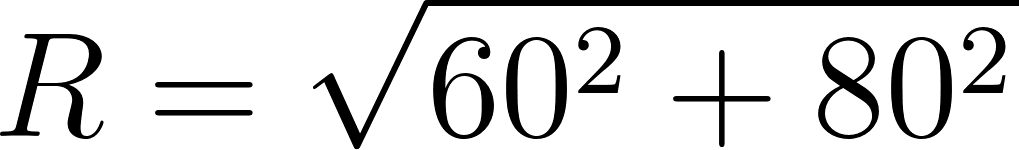 R = √60² + 80²